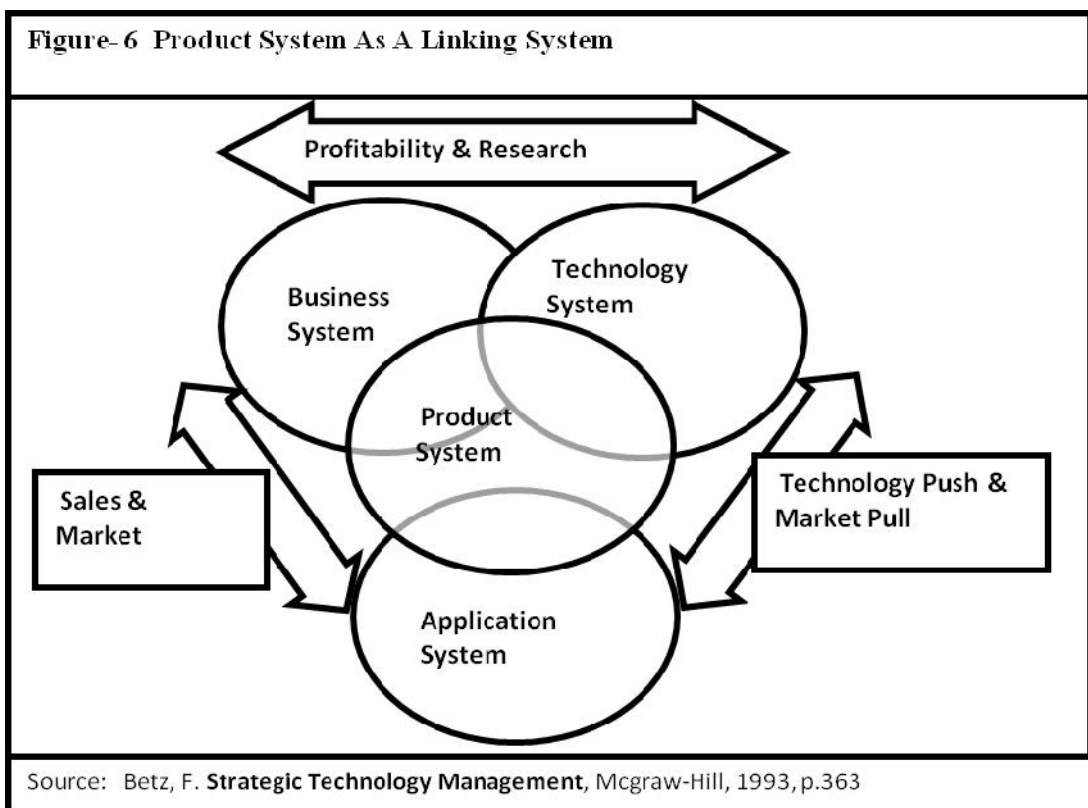 Figure- 6 Product System As A Linking System
Profitability & Research
Business
System
Technology
System
Product
System
Sales &
Market
Technology Push &
Market Pull
Application
System
Source: Betz, F. Strategic Technology Management, Mcgraw-Hill, 1993, p.363